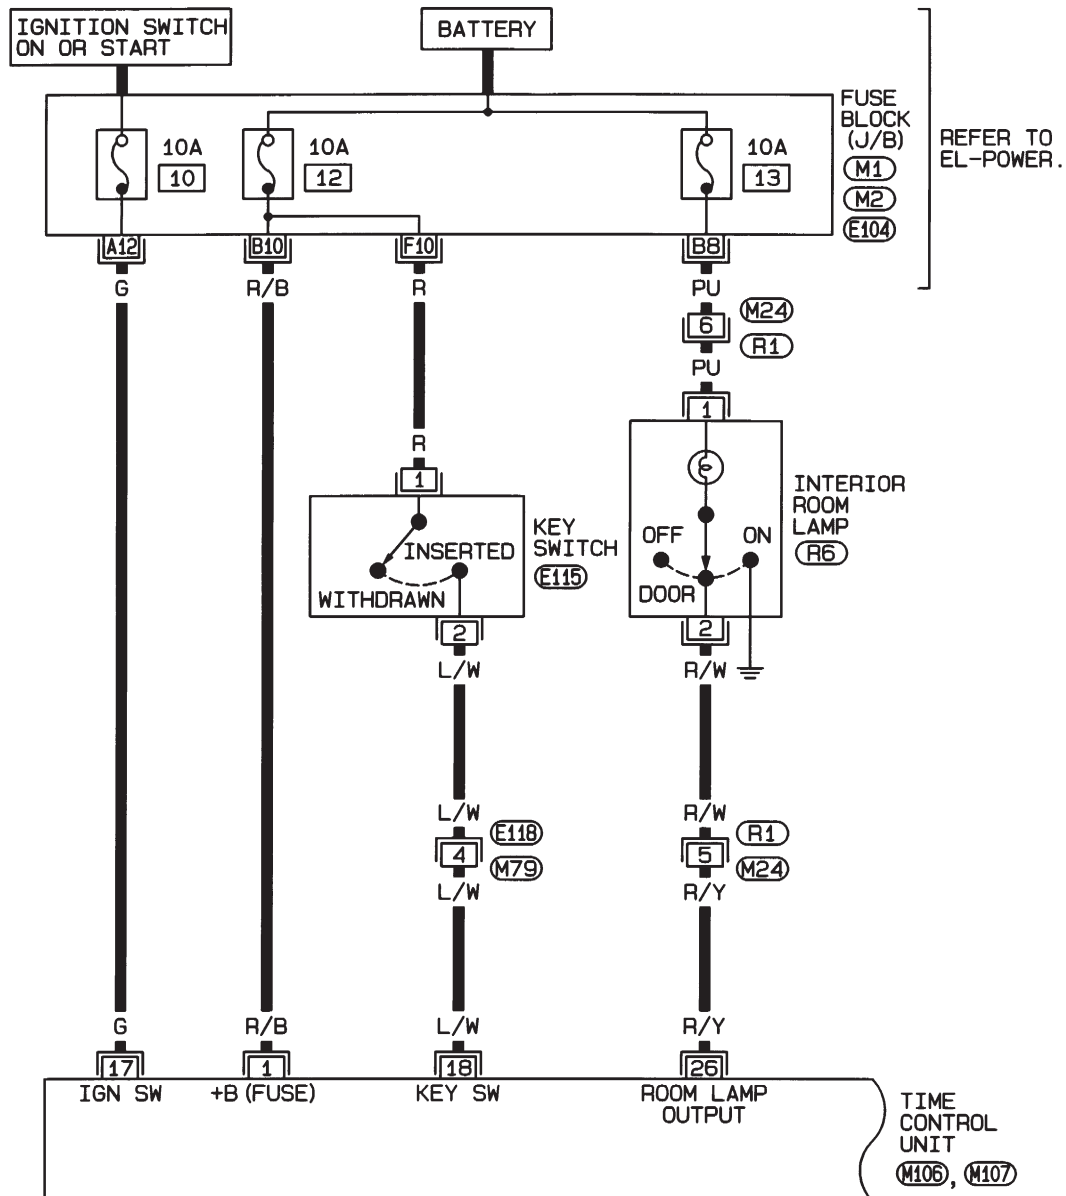 IGNITION SWITCH
ON OR START
BATTERY
FUSE
BLOCK
(J/B)
M1
M2
E104
REFER TO
EL-POWER.
10A
10
10A
12
10A
13
A12
B10
F10
B8
G
R/B
R
PU
6
M24
R1
PU
1
R
1
INTERIOR
ROOM
LAMP
R6
OFF
ON
DOOR
KEY
SWITCH
E115
INSERTED
WITHDRAWN
2
2
L/W
R/W
L/W
R/W
E118
R1
4
5
M79
M24
L/W
R/Y
G
R/B
L/W
R/Y
17
1
18
26
IGN SW
+B (FUSE)
KEY SW
ROOM LAMP
OUTPUT
TIME
CONTROL
UNIT
M106, M107